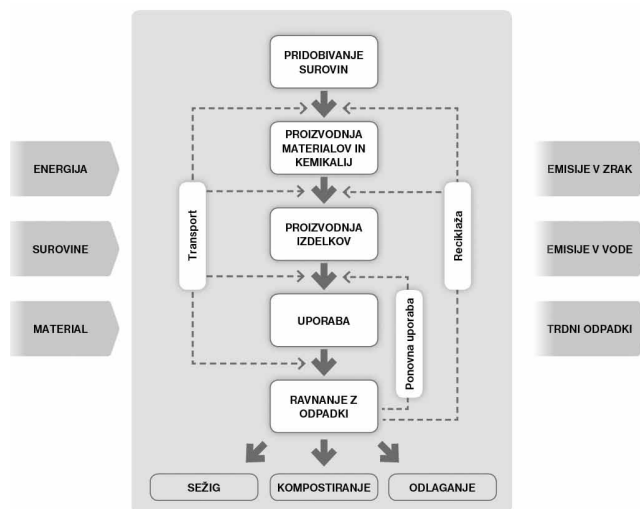 PRIDOBIVANJE
SUROVIN
PROIZVODNJA
MATERIALOV IN
KEMIKALIJ
ENERGIJA
EMISIJE V ZRAK
Transport
Reciklaža
PROIZVODNJA
IZDELKOV
SUROVINE
EMISIJE V VODE
UPORABA
Ponovna uporaba
MATERIAL
TRDNI ODPADKI
RAVNANJE Z
ODPADKI
SEŽIG
KOMPOSTIRANJE
ODLAGANJE